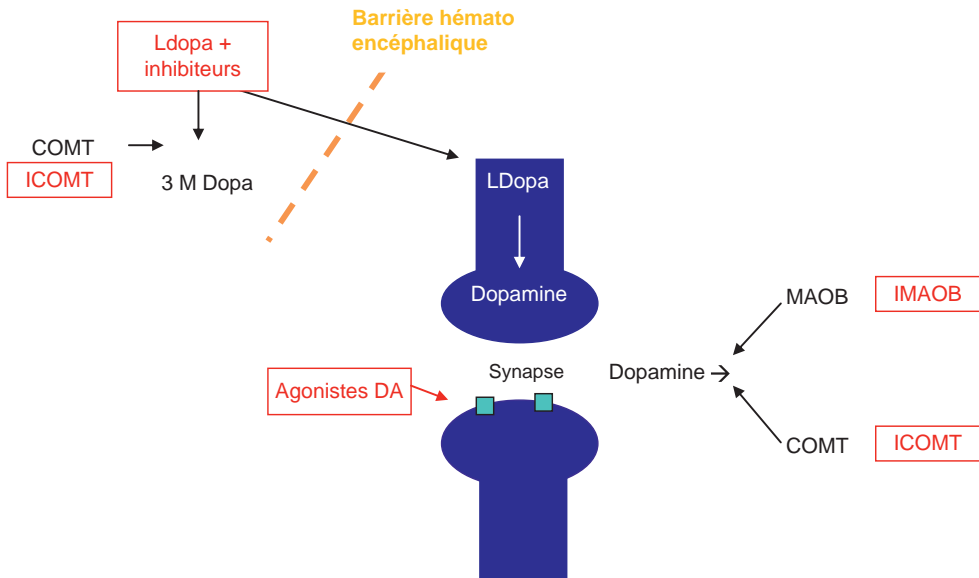 Barrière hémato
encéphalique
Ldopa +
inhibiteurs
COMT
ICOMT
3 M Dopa
LDopa
Dopamine
MAOB
IMAOB
Synapse
Dopamine →
Agonistes DA
COMT
ICOMT